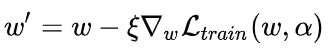 w′ = w − ξ∇_w ℒ_train(w, α)